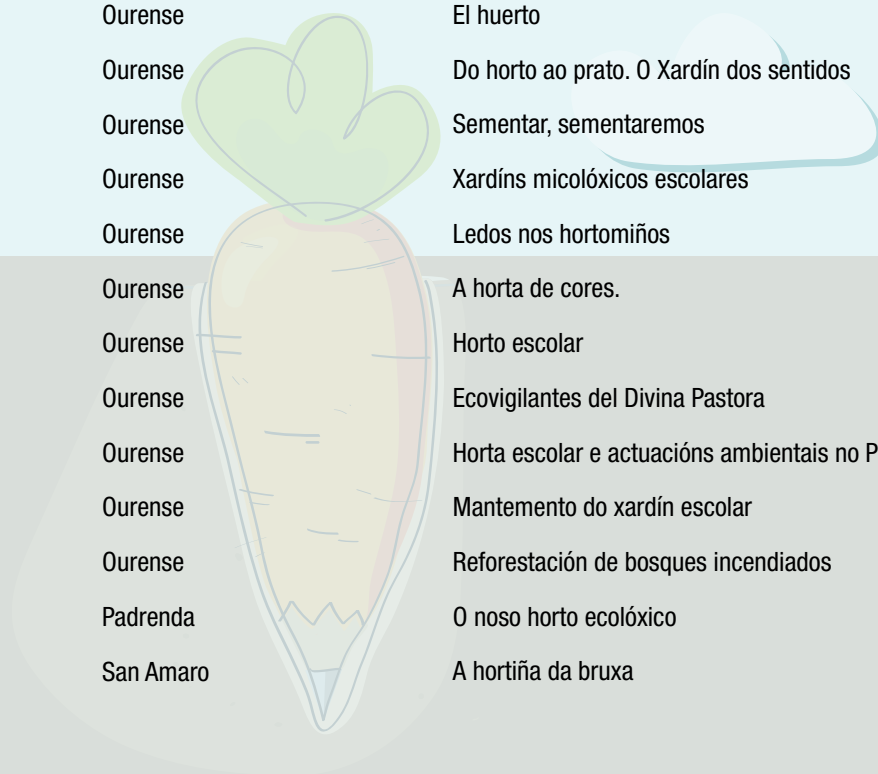 Ourense El huerto
Ourense Do horto ao prato. O Xardín dos sentidos
Ourense Sementar, sementaremos
Ourense Xardíns micolóxicos escolares
Ourense Ledos nos hortomiños
Ourense A horta de cores.
Ourense Horto escolar
Ourense Ecovigilantes del Divina Pastora
Ourense Horta escolar e actuacións ambientais no P
Ourense Mantemento do xardín escolar
Ourense Reforestación de bosques incendiados
Padrenda O noso horto ecolóxico
San Amaro A hortiña da bruxa